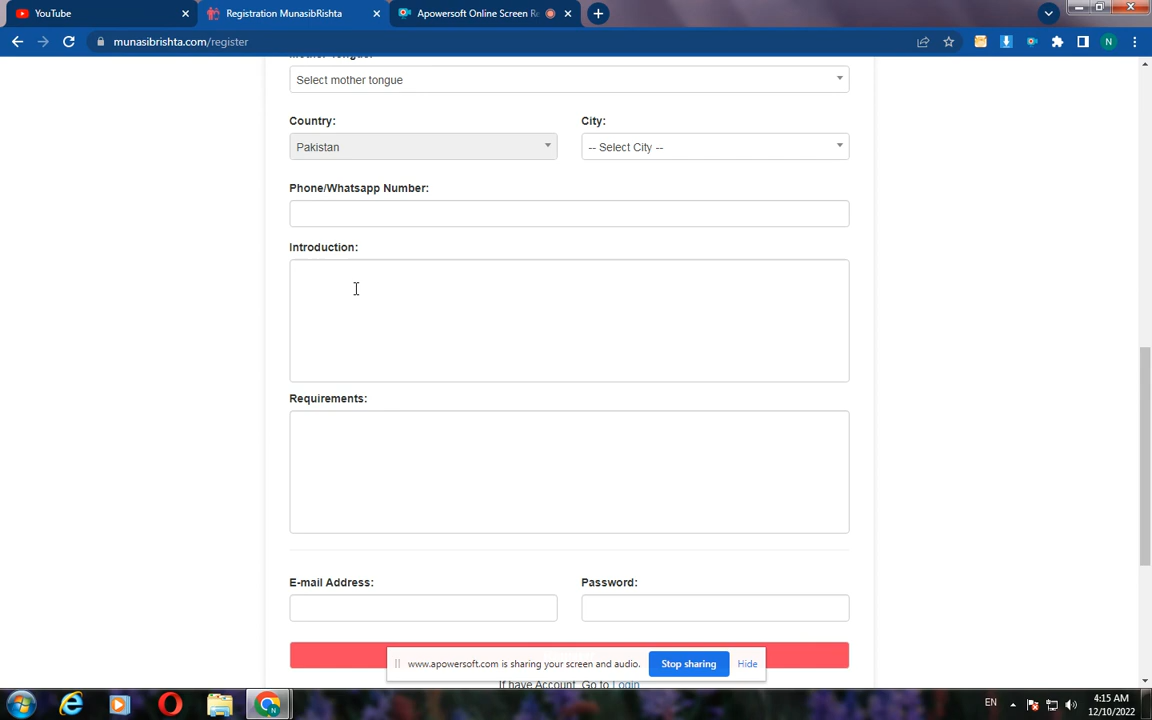 YouTube
Registration MunasibRishta
Apowersoft Online Screen Re
munasibrishta.com/register
N
Select mother tongue
Country:
City:
Pakistan
-- Select City --
Phone/Whatsapp Number:
Introduction:
Requirements:
E-mail Address:
Password:
www.apowersoft.com is sharing your screen and audio.
Stop sharing
Hide
If have Account. Go to Login
EN
4:15 AM
12/10/2022